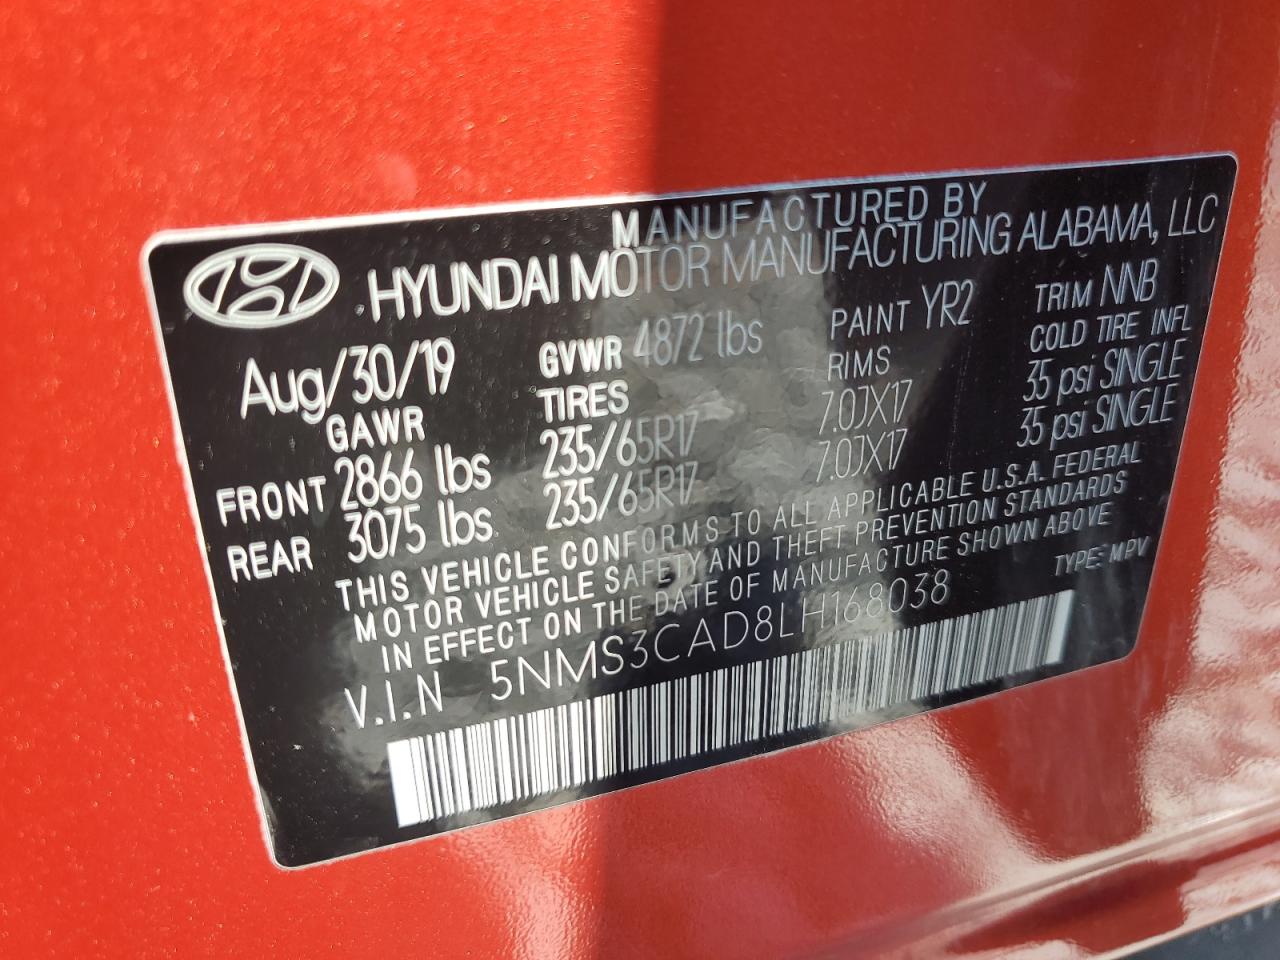 MANUFACTURED BY
HYUNDAI MOTOR MANUFACTURING ALABAMA, LLC
Aug/30/19 GVWR 4872 lbs PAINT YR2 TRIM NNB
GAWR TIRES RIMS COLD TIRE INFL
FRONT 2866 lbs 235/65R17 7.0JX17 35 psi SINGLE
REAR 3075 lbs 235/65R17 7.0JX17 35 psi SINGLE
THIS VEHICLE CONFORMS TO ALL APPLICABLE U.S.A. FEDERAL
MOTOR VEHICLE SAFETY AND THEFT PREVENTION STANDARDS
IN EFFECT ON THE DATE OF MANUFACTURE SHOWN ABOVE
V.I.N 5NMS3CAD8LH168038 TYPE: MPV